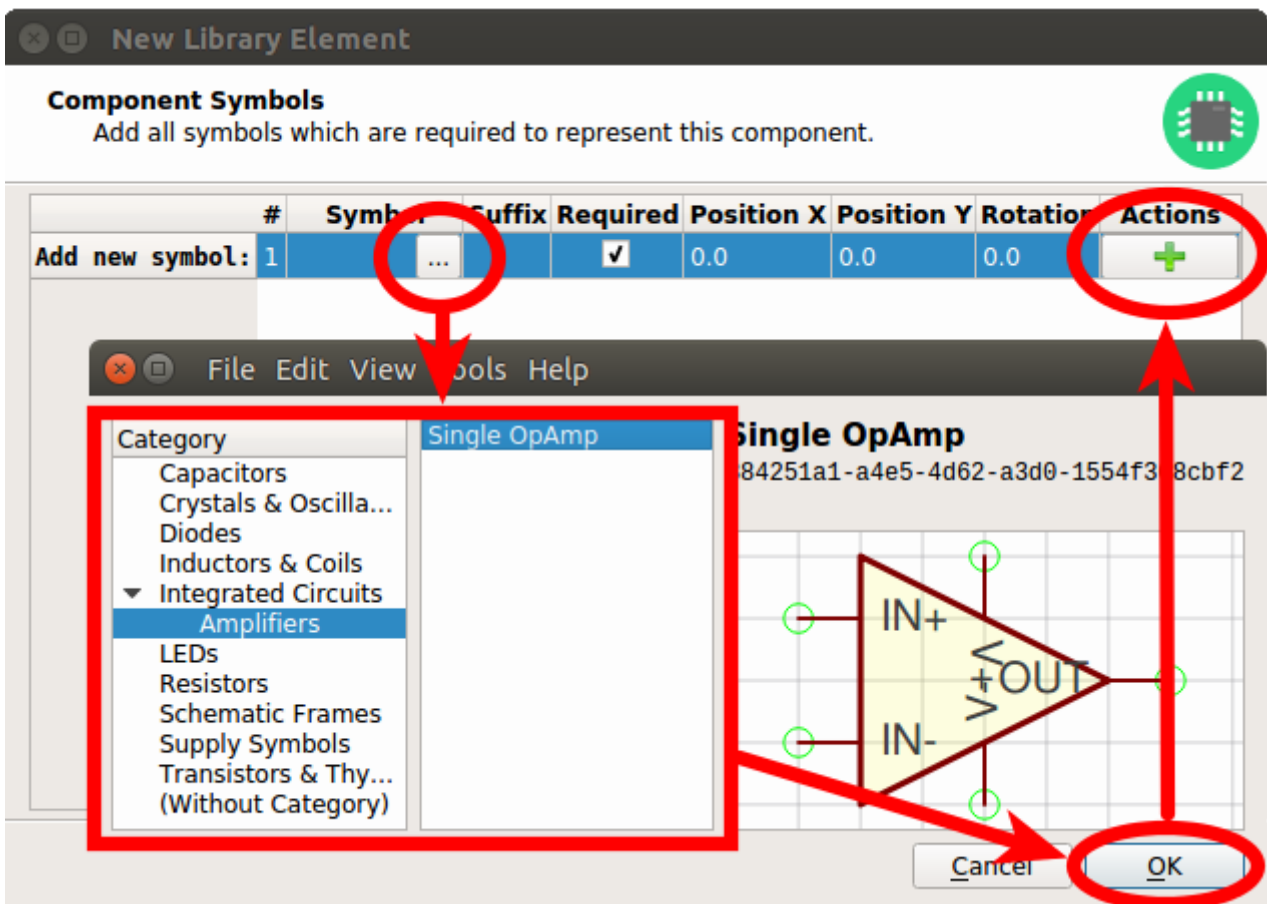 New Library Element
Component Symbols
Add all symbols which are required to represent this component.
# Symbol Suffix Required Position X Position Y Rotation Actions
Add new symbol: 1 ... 0.0 0.0 0.0
File Edit View Tools Help
Category
Capacitors
Crystals & Oscilla...
Diodes
Inductors & Coils
Integrated Circuits
Amplifiers
LEDs
Resistors
Schematic Frames
Supply Symbols
Transistors & Thy...
(Without Category)
Single OpAmp
Single OpAmp
IN+
V+
OUT
V-
IN-
Cancel
OK